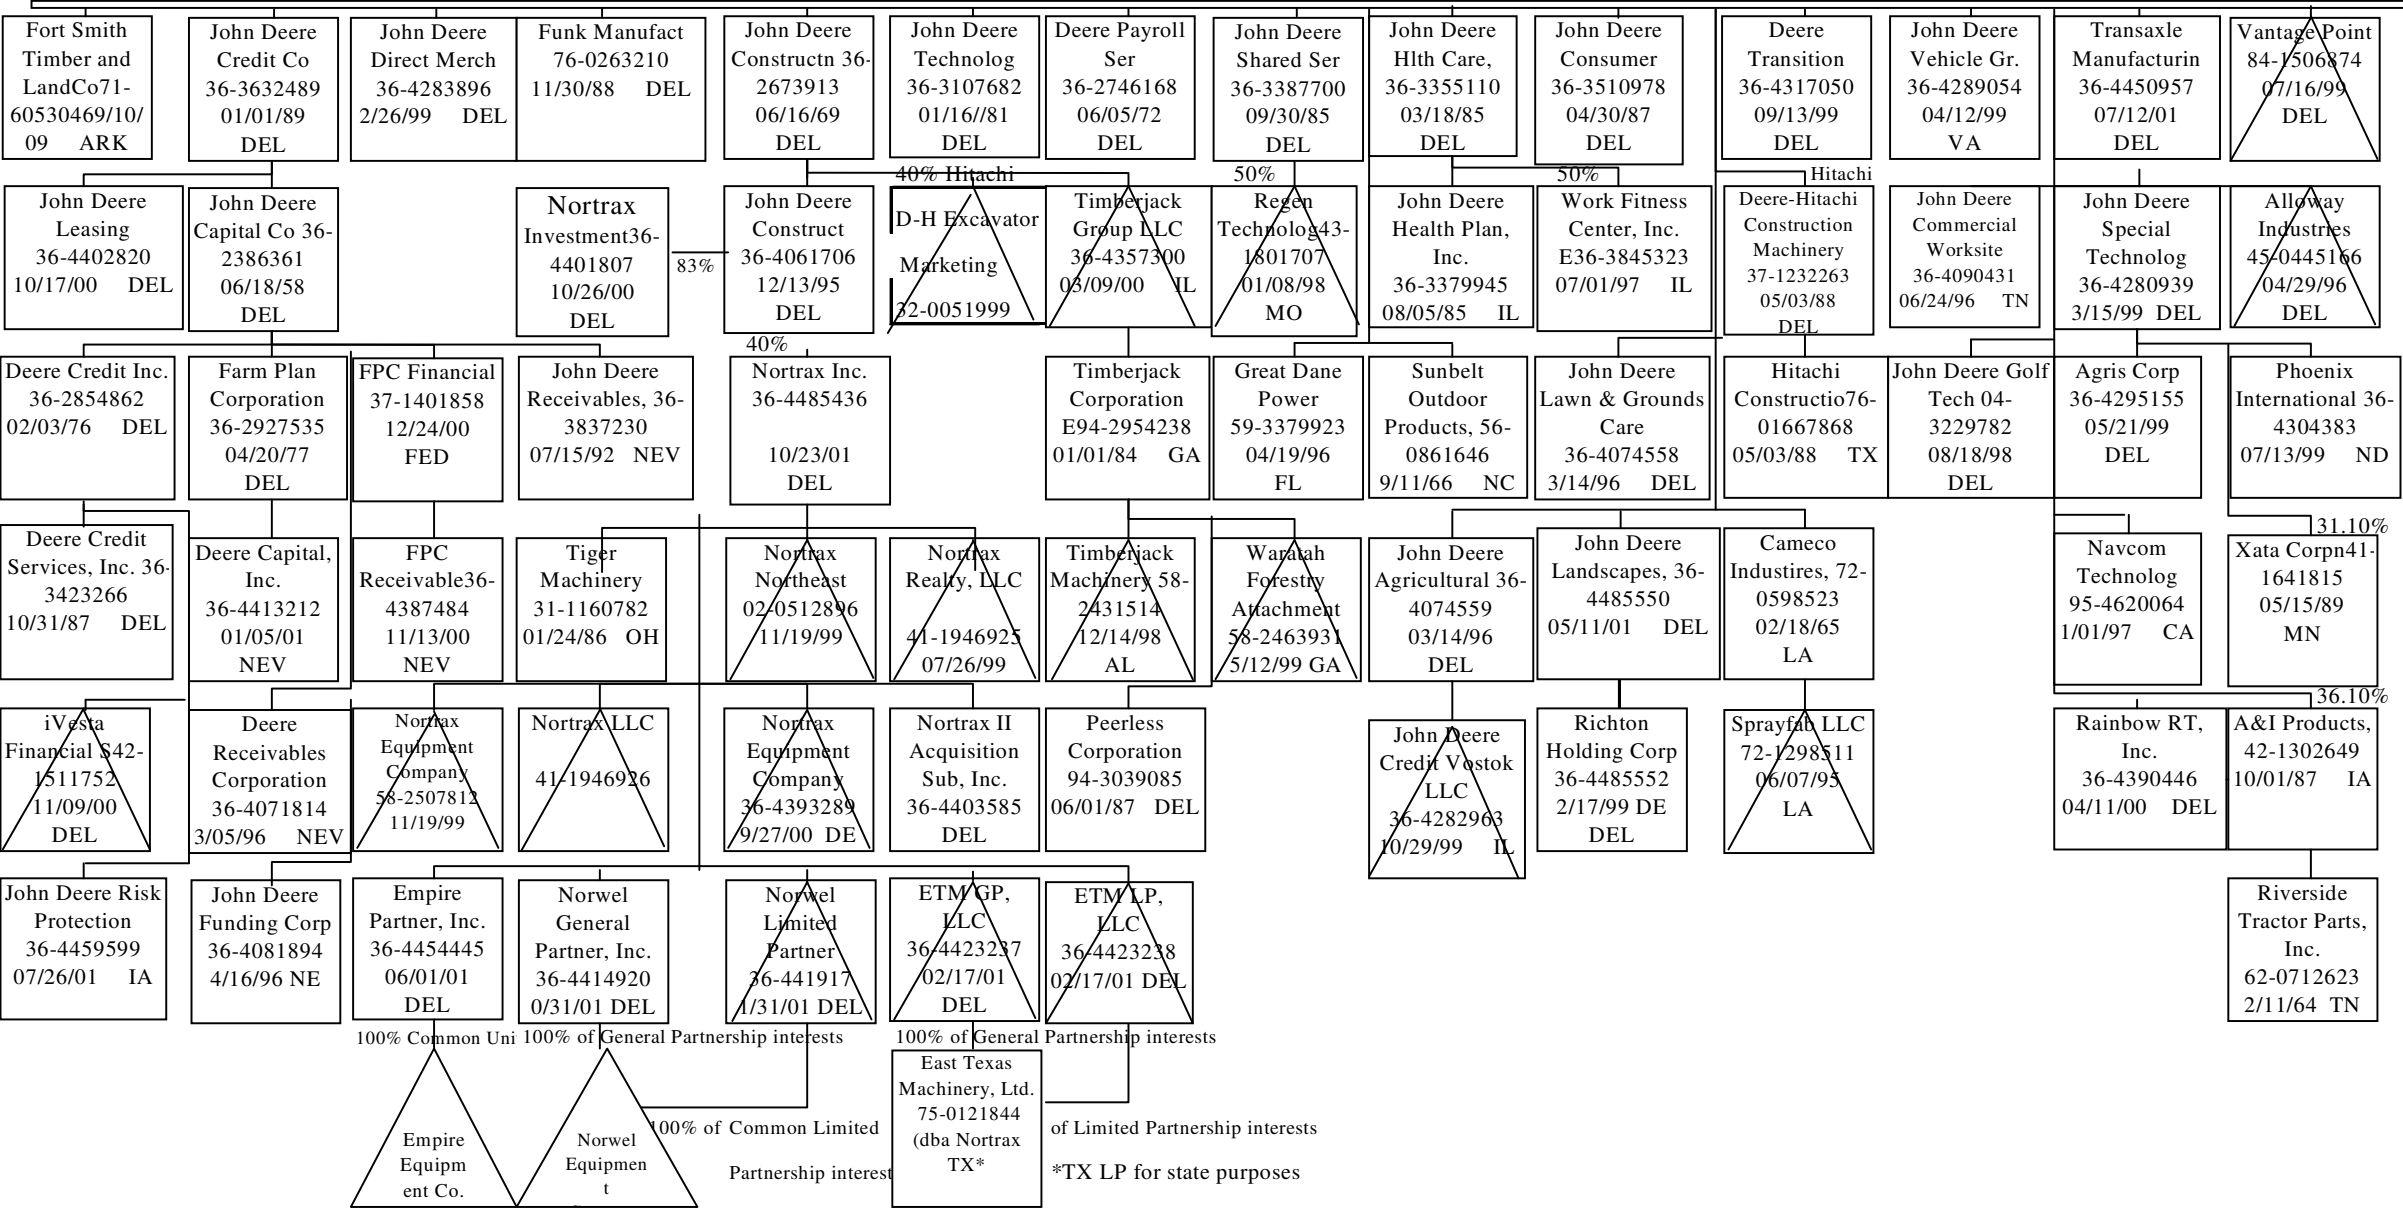 Fort Smith
Timber and
LandCo71-
60530469/10/
09 ARK
John Deere
Credit Co
36-3632489
01/01/89
DEL
John Deere
Direct Merch
36-4283896
2/26/99 DEL
Funk Manufact
76-0263210
11/30/88 DEL
John Deere
Constructn 36-
2673913
06/16/69
DEL
John Deere
Technolog
36-3107682
01/16//81
DEL
Deere Payroll
Ser
36-2746168
06/05/72
DEL
John Deere
Shared Ser
36-3387700
09/30/85
DEL
John Deere
Hlth Care,
36-3355110
03/18/85
DEL
John Deere
Consumer
36-3510978
04/30/87
DEL
Deere
Transition
36-4317050
09/13/99
DEL
John Deere
Vehicle Gr.
36-4289054
04/12/99
VA
Transaxle
Manufacturin
36-4450957
07/12/01
DEL
Vantage Point
84-1506874
07/16/99
DEL
40% Hitachi
50%
50%
Hitachi
John Deere
Leasing
36-4402820
10/17/00 DEL
John Deere
Capital Co 36-
2386361
06/18/58
DEL
Nortrax
Investment36-
4401807
10/26/00
DEL
83%
John Deere
Construct
36-4061706
12/13/95
DEL
D-H Excavator
Marketing
32-0051999
Timberjack
Group LLC
36-4357300
03/09/00 IL
Regen
Technolog43-
1801707
01/08/98
MO
John Deere
Health Plan,
Inc.
36-3379945
08/05/85 IL
Work Fitness
Center, Inc.
E36-3845323
07/01/97 IL
Deere-Hitachi
Construction
Machinery
37-1232263
05/03/88
DEL
John Deere
Commercial
Worksite
36-4090431
06/24/96 TN
John Deere
Special
Technolog
36-4280939
3/15/99 DEL
Alloway
Industries
45-0445166
04/29/96
DEL
40%
Deere Credit Inc.
36-2854862
02/03/76 DEL
Farm Plan
Corporation
36-2927535
04/20/77
DEL
FPC Financial
37-1401858
12/24/00
FED
John Deere
Receivables, 36-
3837230
07/15/92 NEV
Nortrax Inc.
36-4485436
10/23/01
DEL
Timberjack
Corporation
E94-2954238
01/01/84 GA
Great Dane
Power
59-3379923
04/19/96
FL
Sunbelt
Outdoor
Products, 56-
0861646
9/11/66 NC
John Deere
Lawn & Grounds
Care
36-4074558
3/14/96 DEL
Hitachi
Constructio76-
01667868
05/03/88 TX
John Deere Golf
Tech 04-
3229782
08/18/98
DEL
Agris Corp
36-4295155
05/21/99
DEL
Phoenix
International 36-
4304383
07/13/99 ND
31.10%
Deere Credit
Services, Inc. 36-
3423266
10/31/87 DEL
Deere Capital,
Inc.
36-4413212
01/05/01
NEV
FPC
Receivable36-
4387484
11/13/00
NEV
Tiger
Machinery
31-1160782
01/24/86 OH
Nortrax
Northeast
02-0512896
11/19/99
Nortrax
Realty, LLC
41-1946925
07/26/99
Timberjack
Machinery 58-
2431514
12/14/98
AL
Waratah
Forestry
Attachment
58-2463931
5/12/99 GA
John Deere
Agricultural 36-
4074559
03/14/96
DEL
John Deere
Landscapes, 36-
4485550
05/11/01 DEL
Cameco
Industires, 72-
0598523
02/18/65
LA
Navcom
Technolog
95-4620064
1/01/97 CA
Xata Corpn41-
1641815
05/15/89
MN
36.10%
iVesta
Financial S42-
1511752
11/09/00
DEL
Deere
Receivables
Corporation
36-4071814
3/05/96 NEV
Nortrax
Equipment
Company
58-2507812
11/19/99
Nortrax LLC
41-1946926
Nortrax
Equipment
Company
36-4393289
9/27/00 DE
Nortrax II
Acquisition
Sub, Inc.
36-4403585
DEL
Peerless
Corporation
94-3039085
06/01/87 DEL
John Deere
Credit Vostok
LLC
36-4282963
10/29/99 IL
Richton
Holding Corp
36-4485552
2/17/99 DE
DEL
Sprayfab LLC
72-1298511
06/07/95
LA
Rainbow RT,
Inc.
36-4390446
04/11/00 DEL
A&I Products,
42-1302649
10/01/87 IA
John Deere Risk
Protection
36-4459599
07/26/01 IA
John Deere
Funding Corp
36-4081894
4/16/96 NE
Empire
Partner, Inc.
36-4454445
06/01/01
DEL
Norwel
General
Partner, Inc.
36-4414920
0/31/01 DEL
Norwel
Limited
Partner
36-441917
1/31/01 DEL
ETM GP,
LLC
36-4423237
02/17/01
DEL
ETM LP,
LLC
36-4423238
02/17/01 DEL
Riverside
Tractor Parts,
Inc.
62-0712623
2/11/64 TN
100% Common Uni
100% of General Partnership interests
100% of General Partnership interests
Empire
Equipm
ent Co.
Norwel
Equipmen
t
100% of Common Limited
Partnership interest
East Texas
Machinery, Ltd.
75-0121844
(dba Nortrax
TX*
of Limited Partnership interests
*TX LP for state purposes